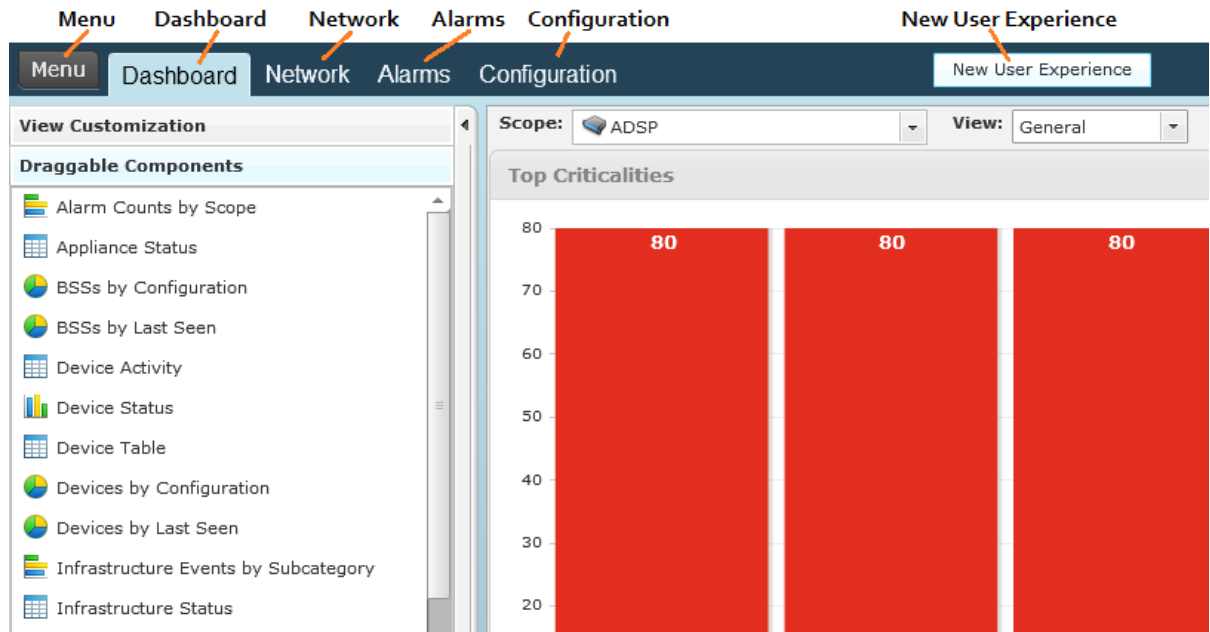 Menu Dashboard Network Alarms Configuration New User Experience
Menu Dashboard Network Alarms Configuration New User Experience
View Customization
Scope: ADSP View: General
Draggable Components
Top Criticalities
Alarm Counts by Scope
Appliance Status
BSSs by Configuration
BSSs by Last Seen
Device Activity
Device Status
Device Table
Devices by Configuration
Devices by Last Seen
Infrastructure Events by Subcategory
Infrastructure Status
80 80 80 80
70
60
50
40
30
20